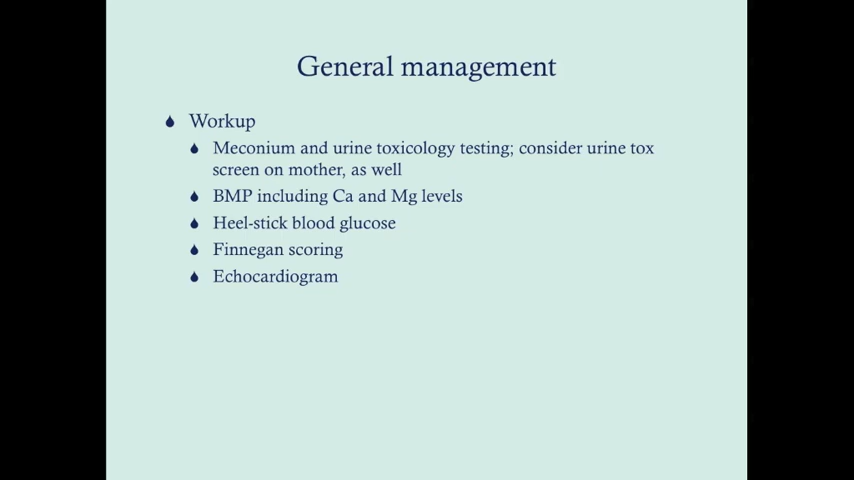 General management
Workup
Meconium and urine toxicology testing; consider urine tox
screen on mother, as well
BMP including Ca and Mg levels
Heel-stick blood glucose
Finnegan scoring
Echocardiogram